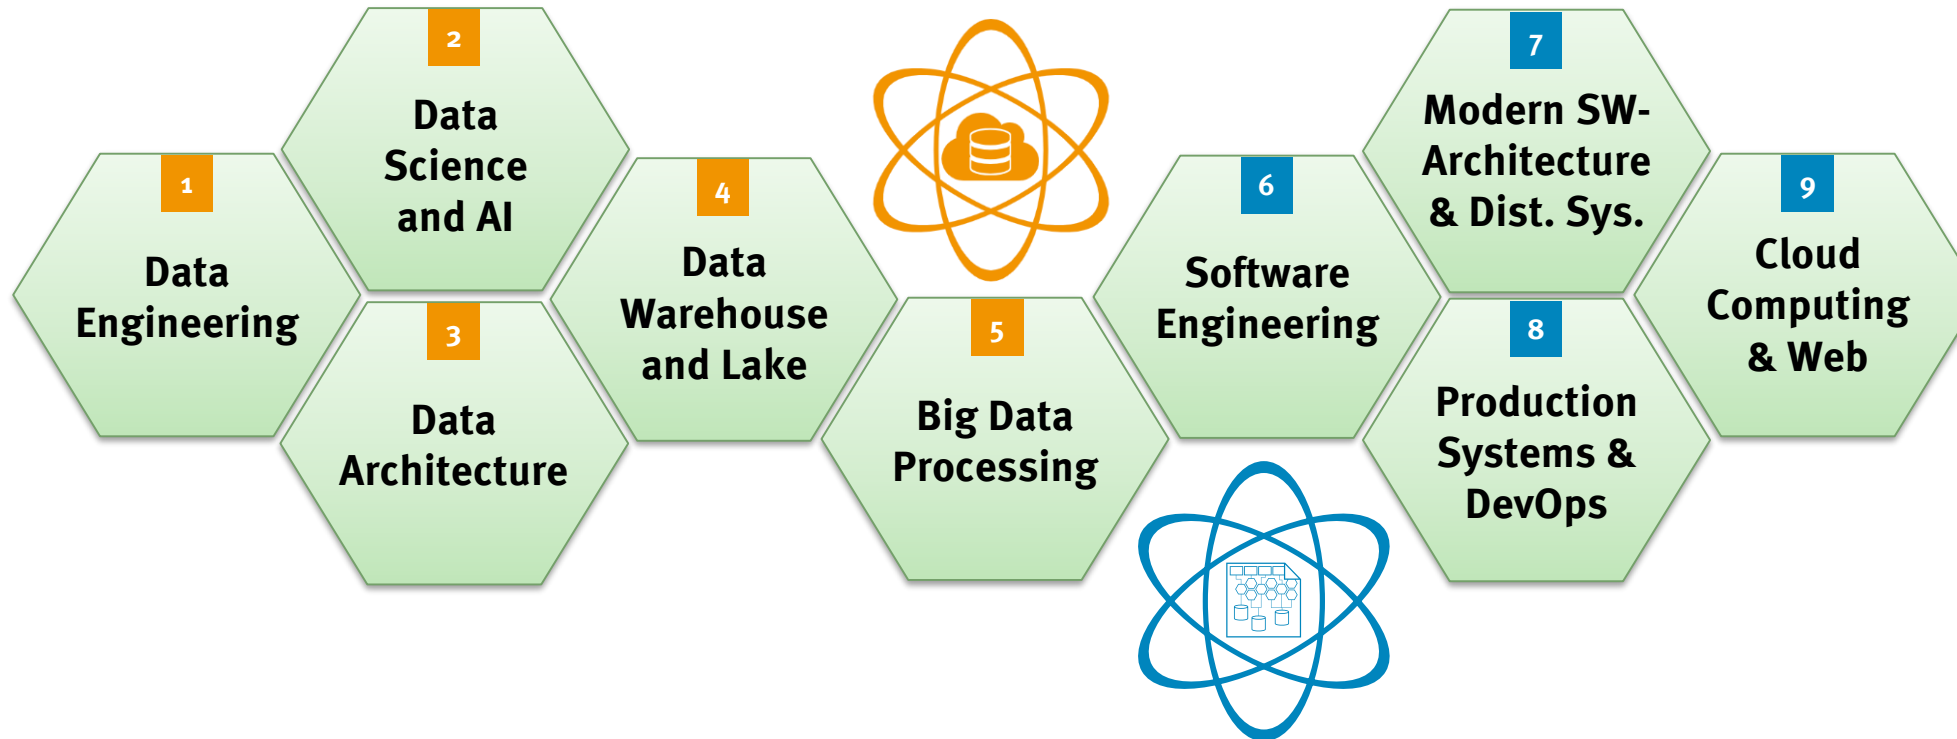 1
Data
Engineering
2
Data
Science
and AI
3
Data
Architecture
4
Data
Warehouse
and Lake
5
Big Data
Processing
6
Software
Engineering
7
Modern SW-
Architecture
& Dist. Sys.
8
Production
Systems &
DevOps
9
Cloud
Computing
& Web